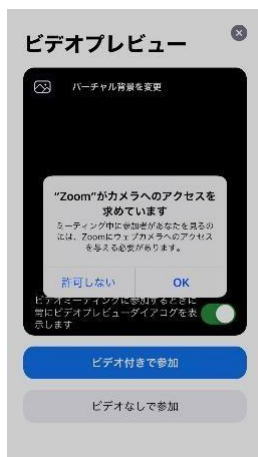 ビデオプレビュー
バーチャル背景を変更
"Zoom"がカメラへのアクセスを
求めています
ミーティング中に参加者があなたを見るの
には、Zoomにウェブカメラへのアクセス
を与える必要があります。
許可しない
OK
ビデオミーティングに参加するときに
常にビデオプレビューダイアログを表
示します
ビデオ付きで参加
ビデオなしで参加